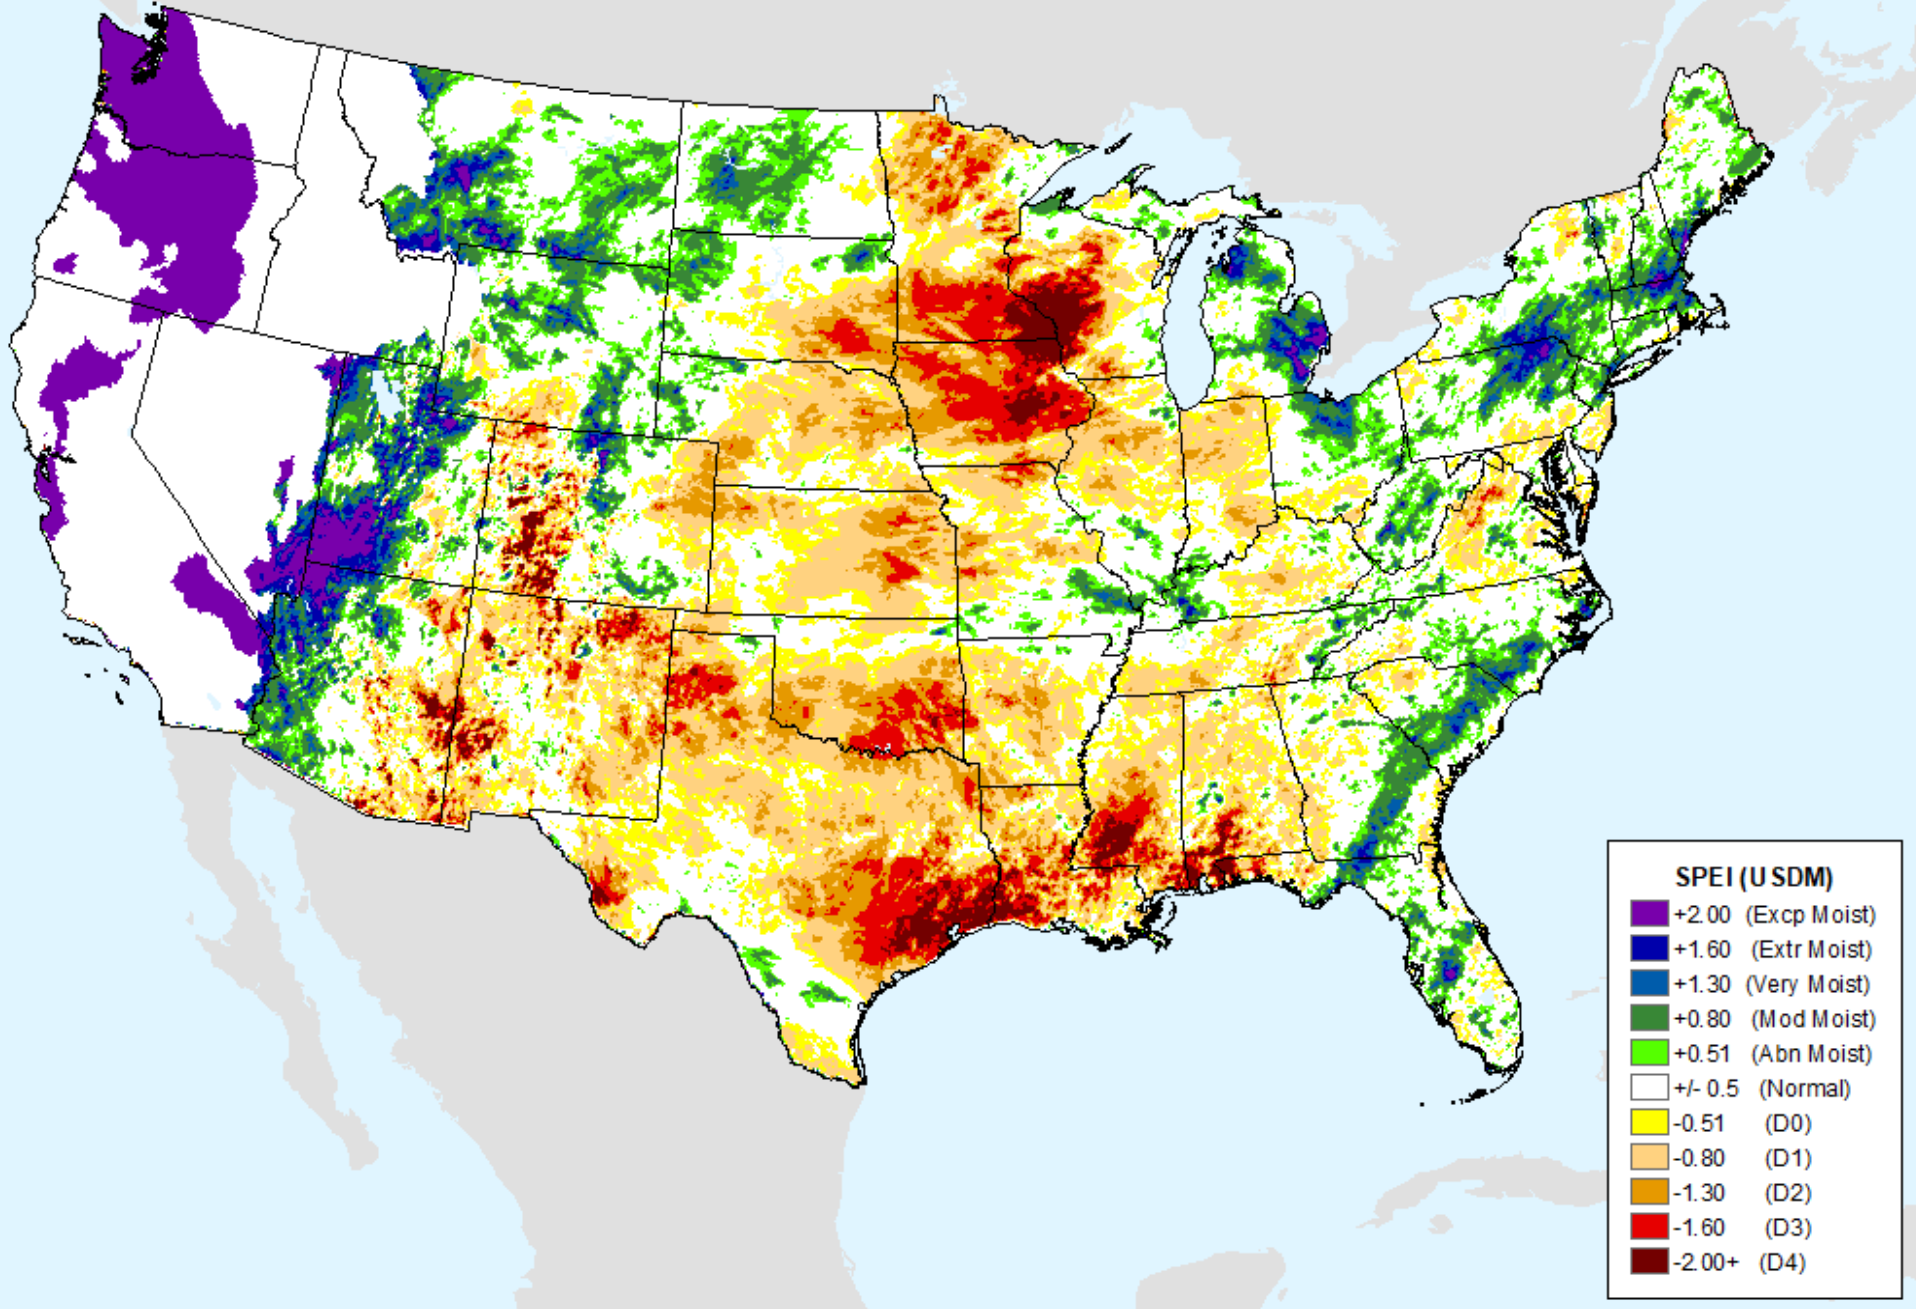 SPEI (USDM)
+2.00 (Excp Moist)
+1.60 (Extr Moist)
+1.30 (Very Moist)
+0.80 (Mod Moist)
+0.51 (Abn Moist)
+/- 0.5 (Normal)
-0.51 (D0)
-0.80 (D1)
-1.30 (D2)
-1.60 (D3)
-2.00+ (D4)